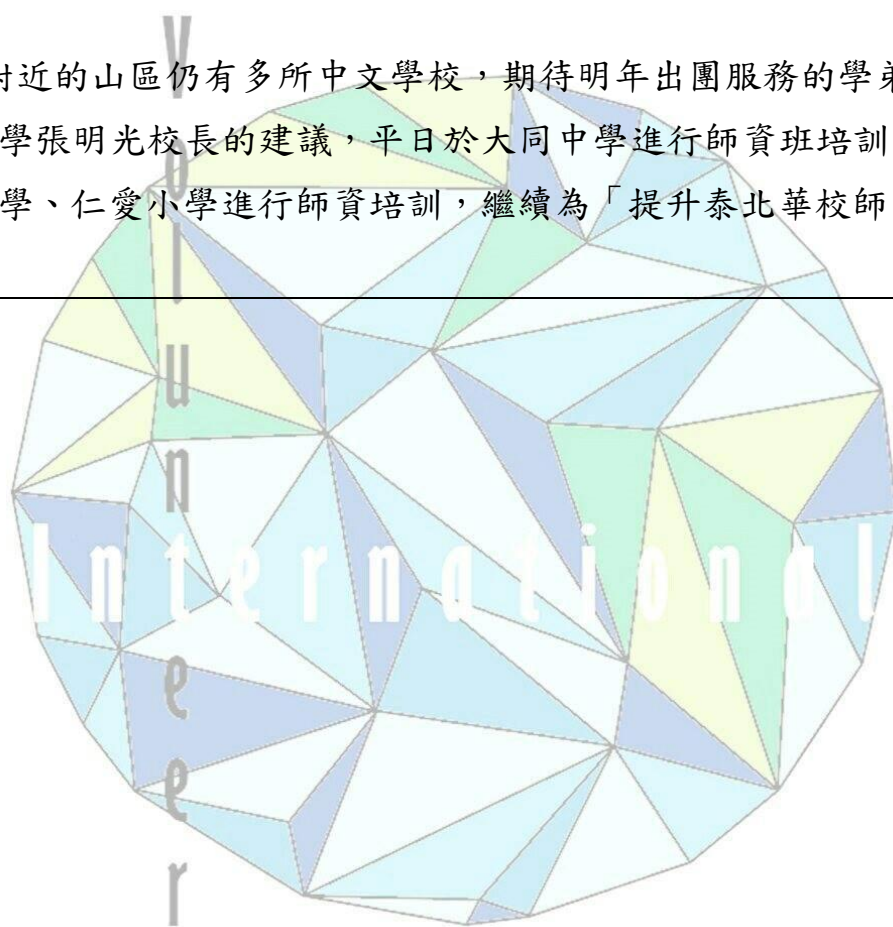 附近的山區仍有多所中文學校，期待明年出團服務的學弟
學張明光校長的建議，平日於大同中學進行師資班培訓
學、仁愛小學進行師資培訓，繼續為「提升泰北華校師
Volunteer
International